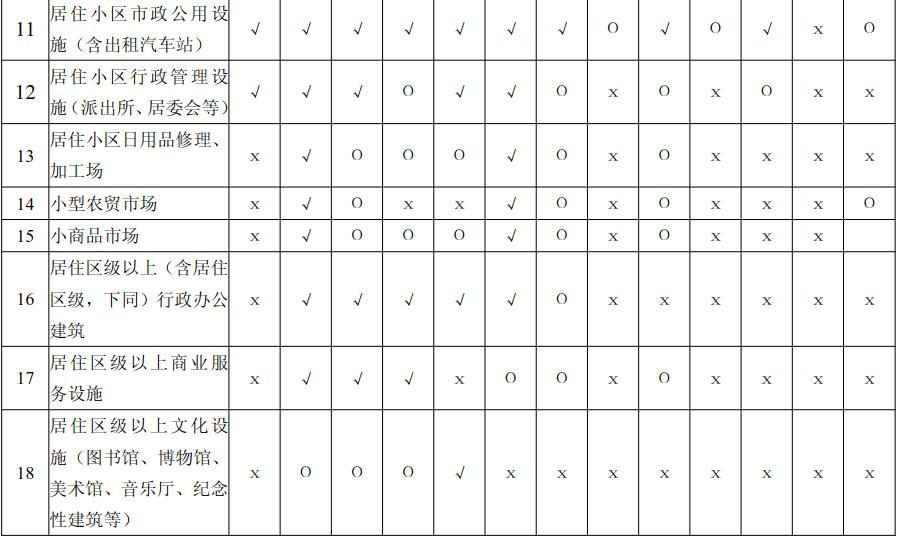 11 居住小区市政公用设 √ √ √ √ √ √ √ O √ O √ x O
施（含出租汽车站）
12 居住小区行政管理设 √ √ √ O √ √ O x O x O x x
施（派出所、居委会等）
13 居住小区日用品修理、 x √ O O O √ O x O x x x x
加工场
14 小型农贸市场 x √ O x x √ O x O x x x O
15 小商品市场 x √ O O O √ O x O x x x
16 居住区级以上（含居住 x √ √ √ √ √ O x x x x x x
区级，下同）行政办公
建筑
17 居住区级以上商业服 x √ √ √ x O O x O x x x x
务设施
18 居住区级以上文化设 x O O O √ x x x x x x x x
施（图书馆、博物馆、
美术馆、音乐厅、纪念
性建筑等）